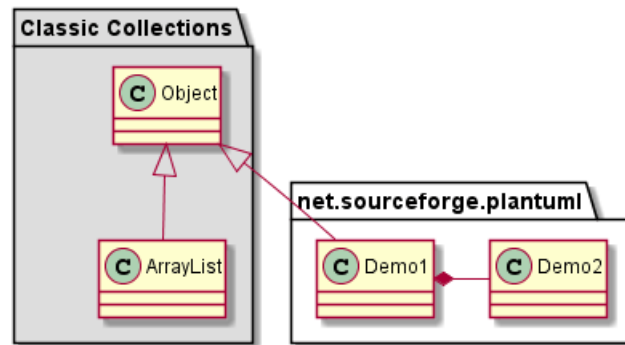 Classic Collections
C Object
net.sourceforge.plantuml
C ArrayList
C Demo1
C Demo2